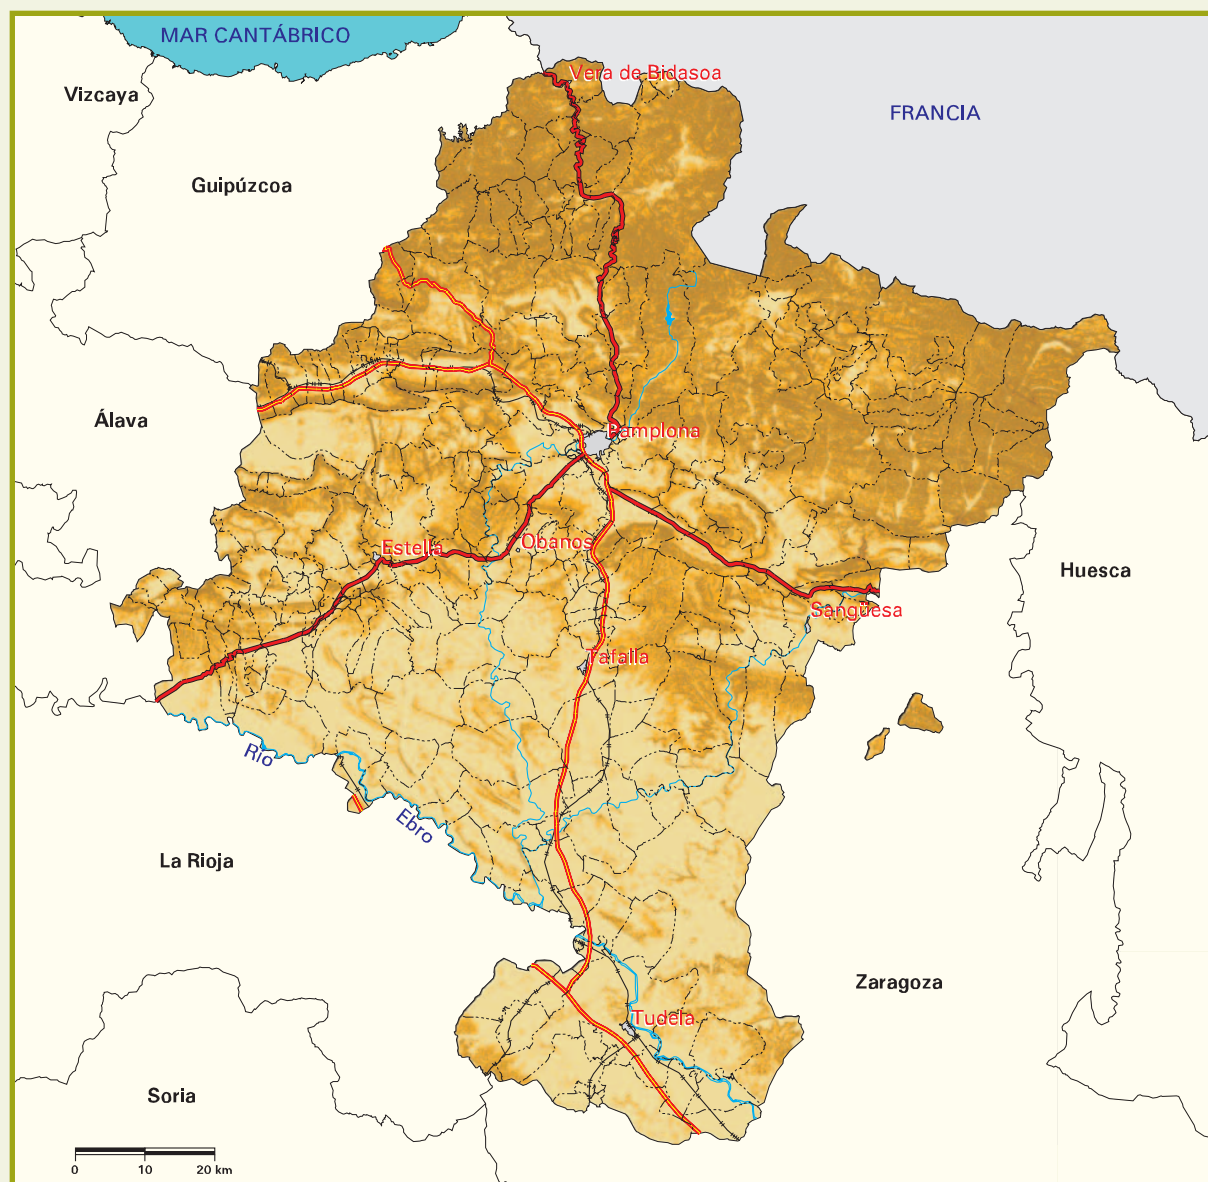 MAR CANTÁBRICO
Vera de Bidasoa
Vizcaya
FRANCIA
Guipúzcoa
Álava
Pamplona
Obanos
Estella
Huesca
Sangüesa
Tafalla
Río
Ebro
La Rioja
Zaragoza
Tudela
Soria
0 10 20 km